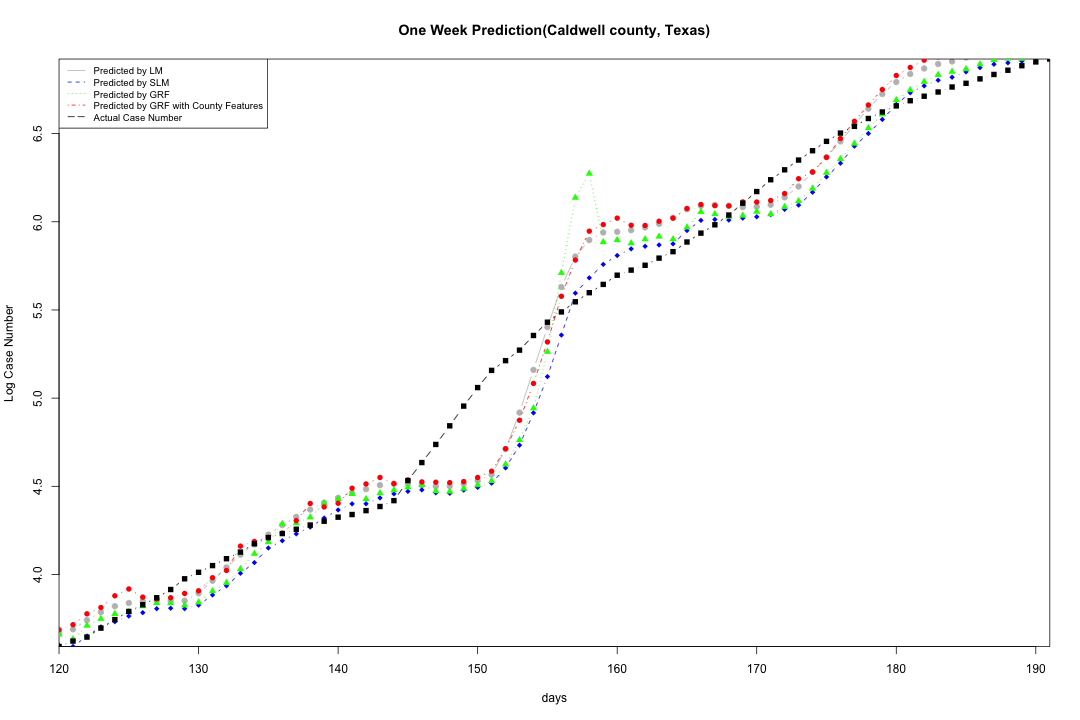 One Week Prediction(Caldwell county, Texas)
Predicted by LM
Predicted by SLM
Predicted by GRF
Predicted by GRF with County Features
Actual Case Number
Log Case Number
6.5
6.0
5.5
5.0
4.5
4.0
120 130 140 150 160 170 180 190
days